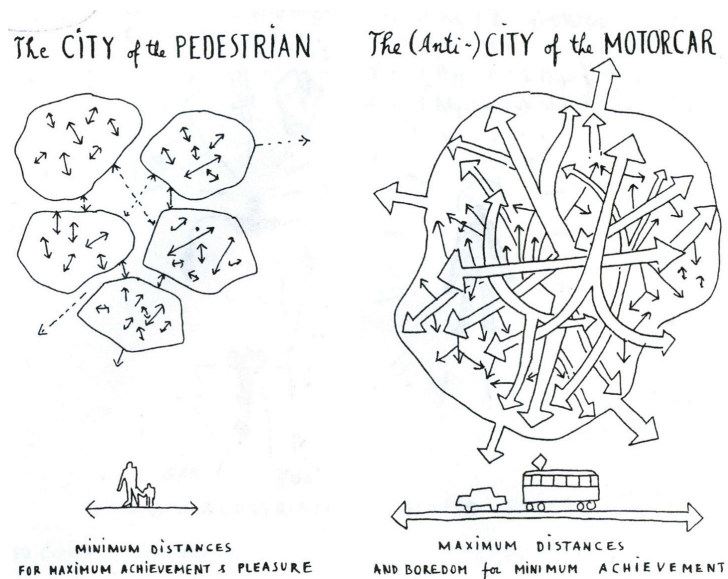 The CITY of the PEDESTRIAN
MINIMUM DISTANCES
FOR MAXIMUM ACHIEVEMENT & PLEASURE
The (Anti-) CITY of the MOTORCAR
MAXIMUM DISTANCES
AND BOREDOM for MINIMUM ACHIEVEMENT